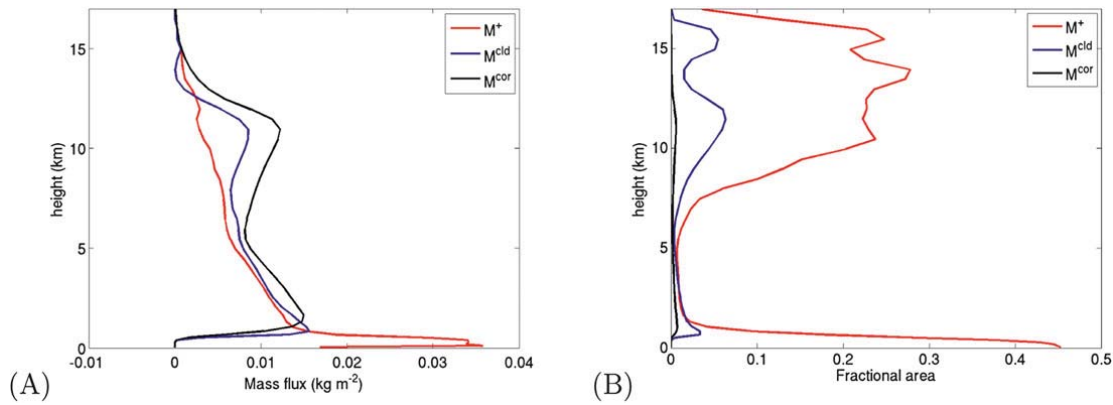 15
10
5
0
height (km)
-0.01
0
0.01
0.02
0.03
0.04
Mass flux (kg m⁻²)
M⁺
Mᶜˡᵈ
Mᶜᵒʳ
(A)
15
10
5
0
height (km)
0
0.1
0.2
0.3
0.4
0.5
Fractional area
M⁺
Mᶜˡᵈ
Mᶜᵒʳ
(B)